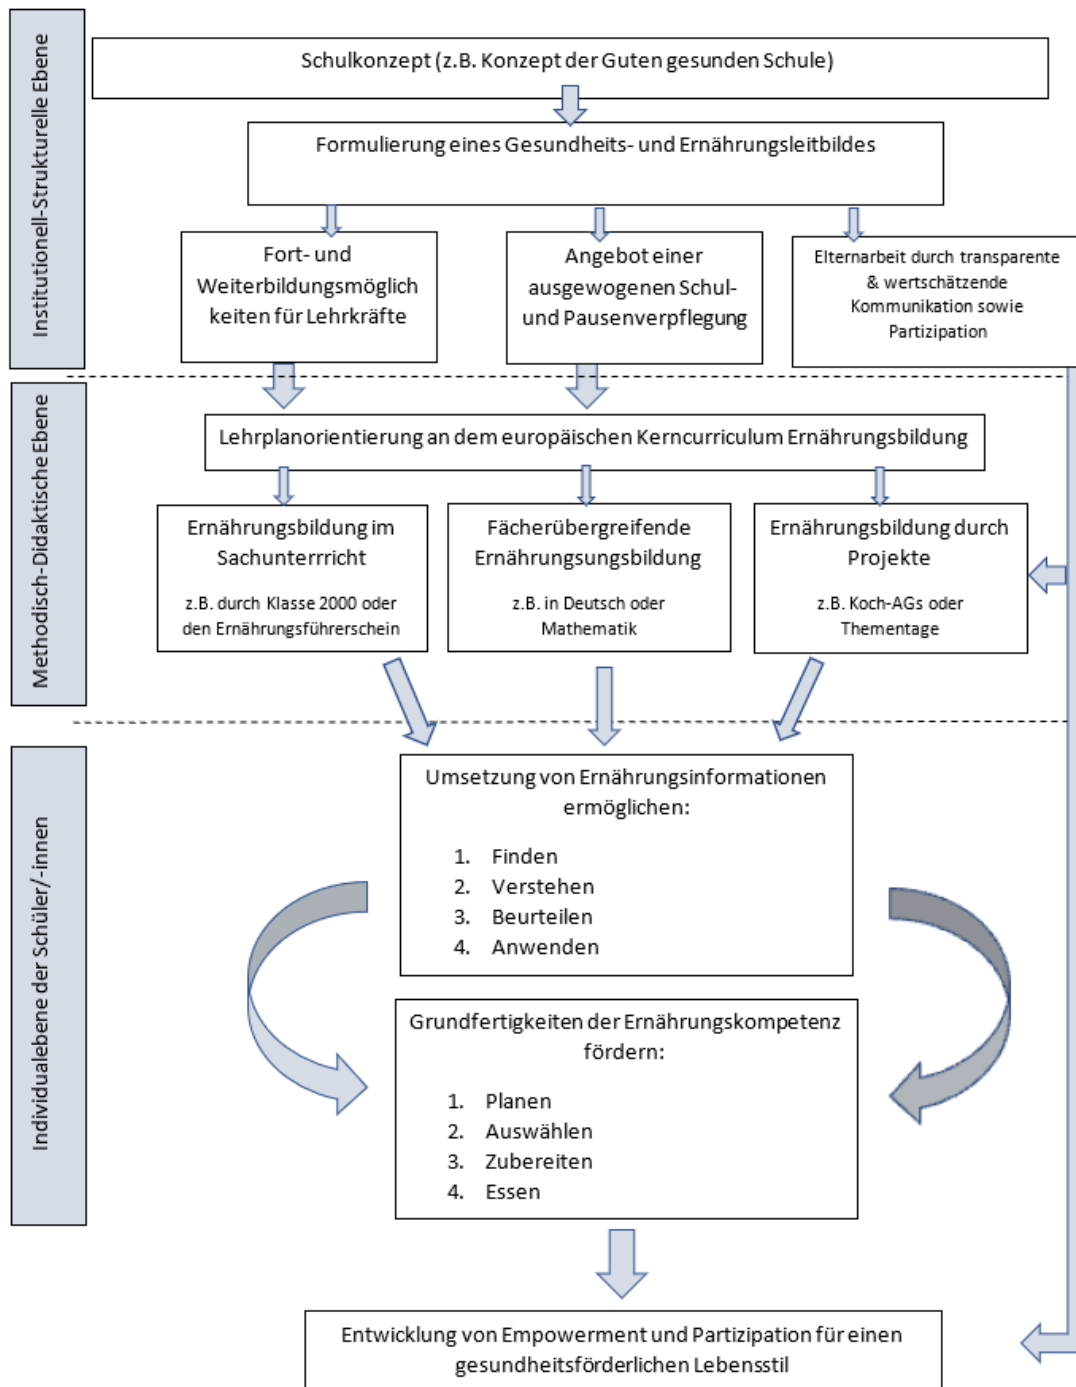 Institutionell-Strukturelle Ebene
Schulkonzept (z.B. Konzept der Guten gesunden Schule)
Formulierung eines Gesundheits- und Ernährungsleitbildes
Fort- und
Weiterbildungsmöglich
keiten für Lehrkräfte
Angebot einer
ausgewogenen Schul-
und Pausenverpflegung
Elternarbeit durch transparente
& wertschätzende
Kommunikation sowie
Partizipation
Methodisch-Didaktische Ebene
Lehrplanorientierung an dem europäischen Kerncurriculum Ernährungsbildung
Ernährungsbildung im
Sachunterrricht
z.B. durch Klasse 2000 oder
den Ernährungsführerschein
Fächerübergreifende
Ernährungsungsbildung
z.B. in Deutsch oder
Mathematik
Ernährungsbildung durch
Projekte
z.B. Koch-AGs oder
Thementage
Individualebene der Schüler/-innen
Umsetzung von Ernährungsinformationen
ermöglichen:
1. Finden
2. Verstehen
3. Beurteilen
4. Anwenden
Grundfertigkeiten der Ernährungskompetenz
fördern:
1. Planen
2. Auswählen
3. Zubereiten
4. Essen
Entwicklung von Empowerment und Partizipation für einen
gesundheitsförderlichen Lebensstil